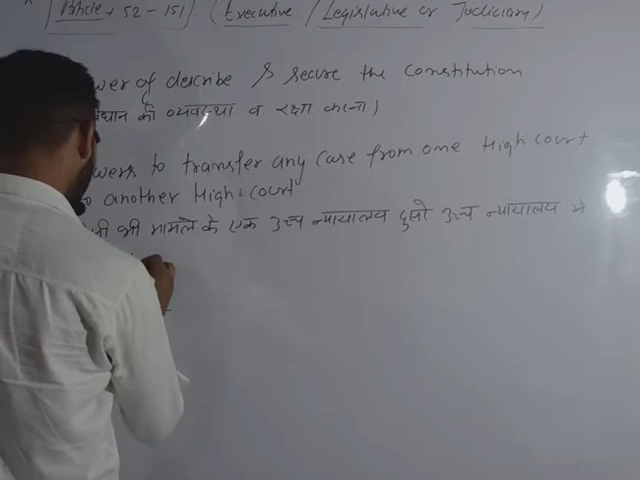 Article, 52-151) (Executive / Legislative or Judiciary)
wer of describe & secure the Constitution
धान की व्यवस्था व रक्षा करना)
wers to transfer any case from one High court
o another High court
भी मामले के एक उच्च न्यायालय दुसरे उच्च न्यायालय में